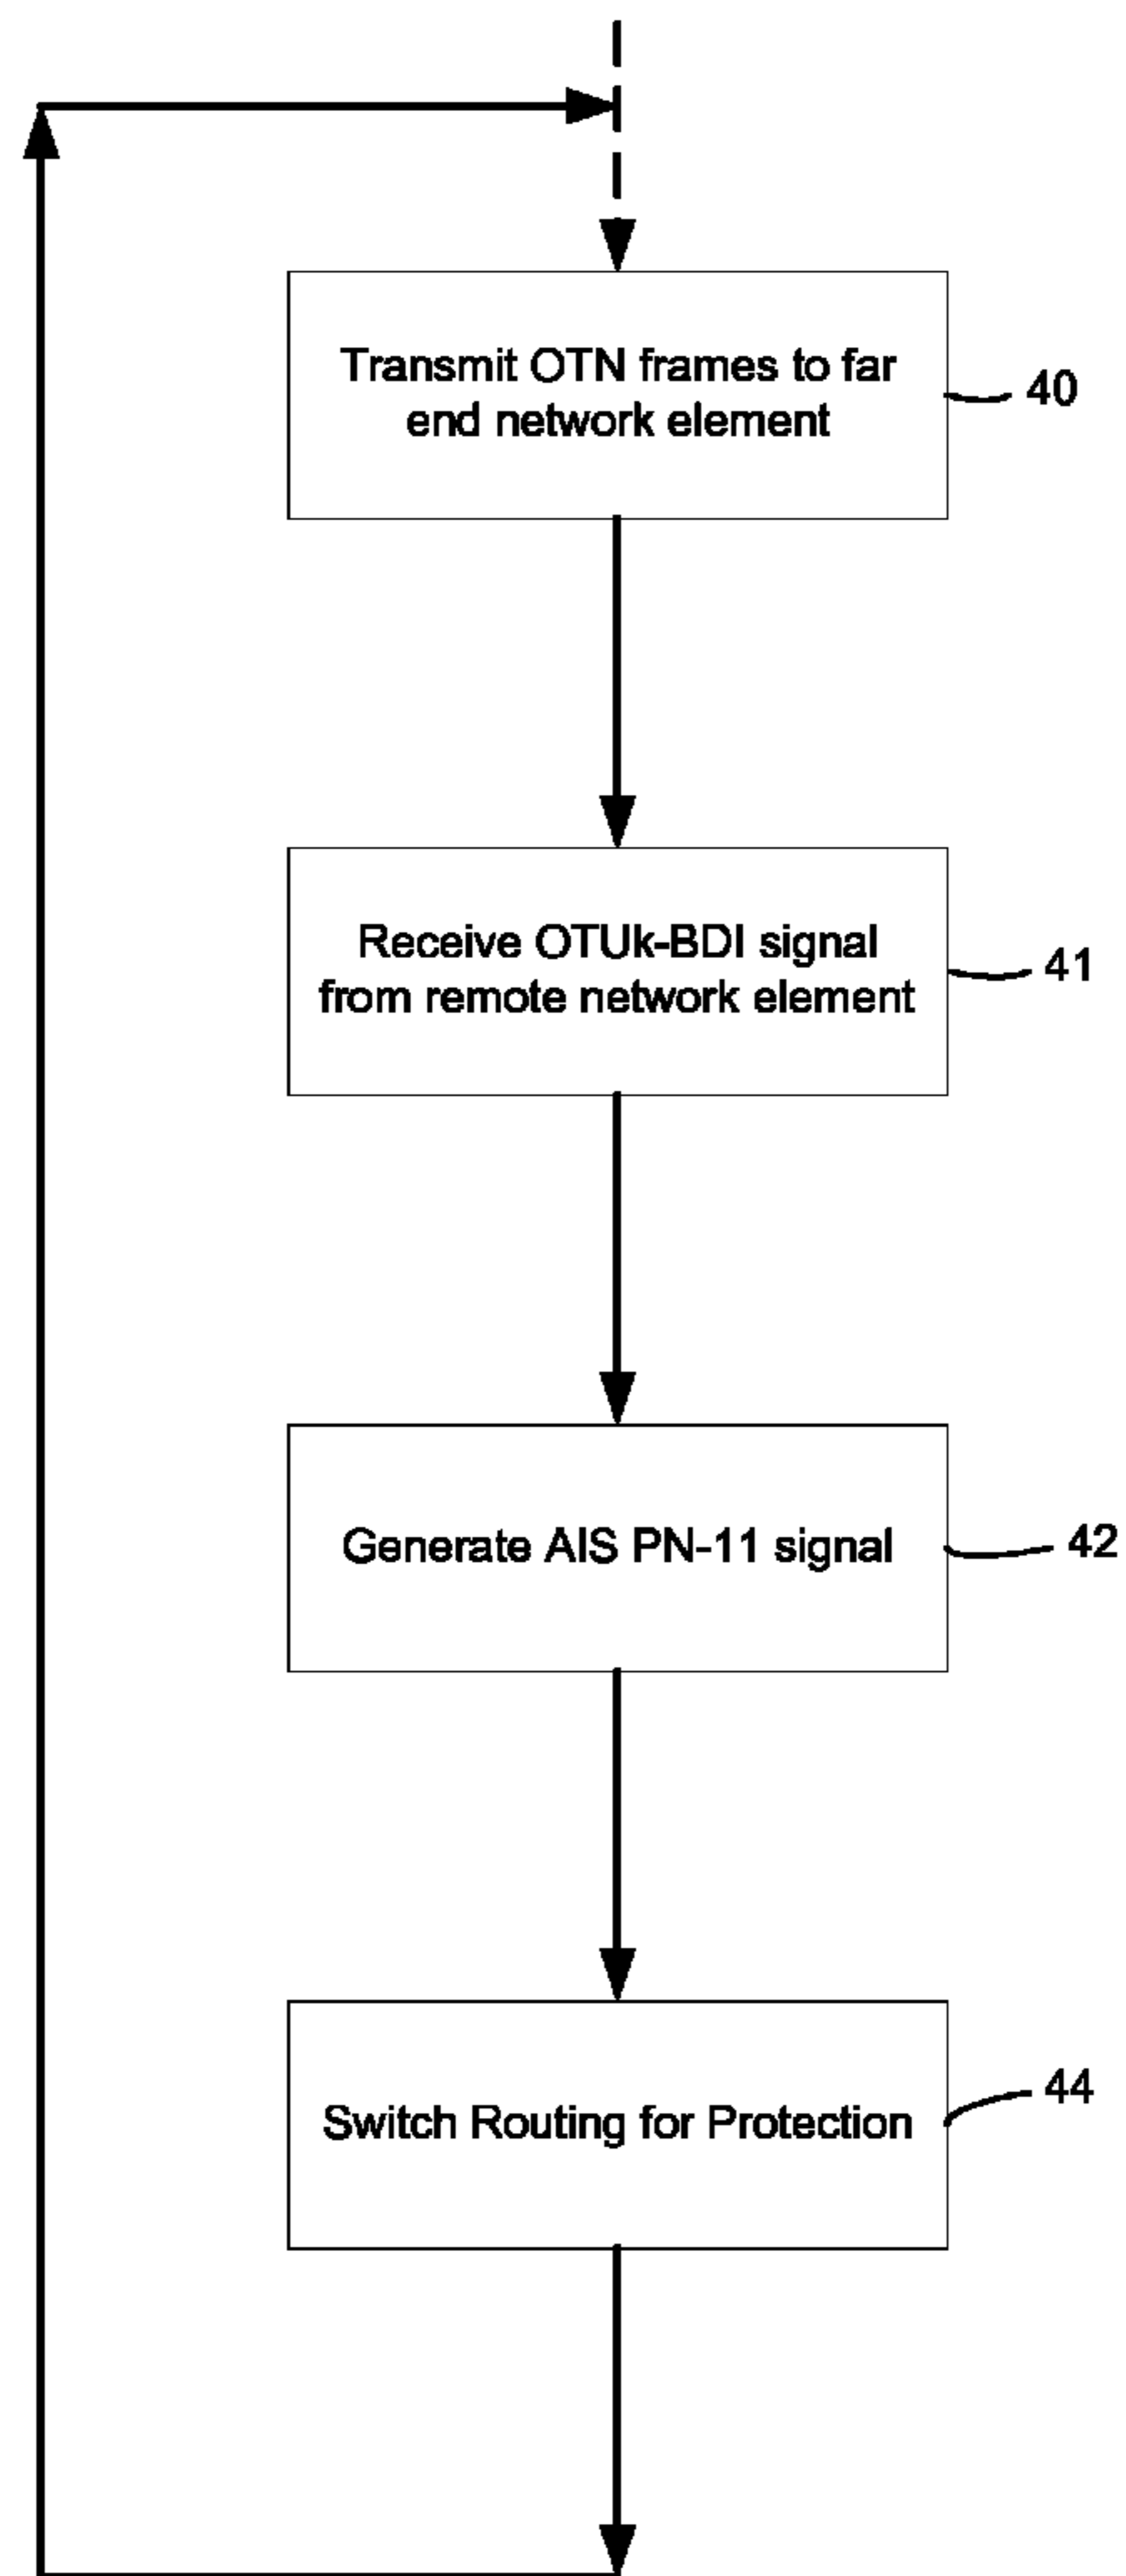 Transmit OTN frames to far
end network element
40
Receive OTUk-BDI signal
from remote network element
41
Generate AIS PN-11 signal
42
Switch Routing for Protection
44